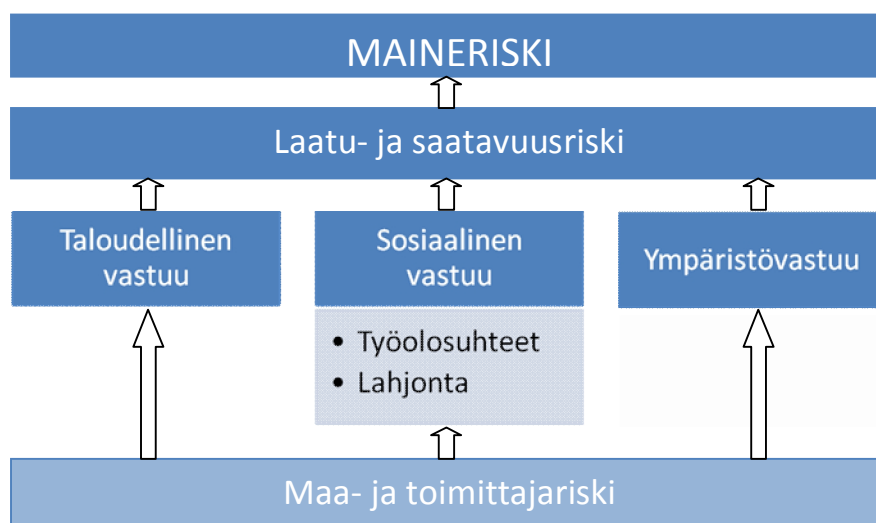 MAINERISKI
Laatu- ja saatavuusriski
Taloudellinen
vastuu
Sosiaalinen
vastuu
Ympäristövastuu
• Työolosuhteet
• Lahjonta
Maa- ja toimittajariski